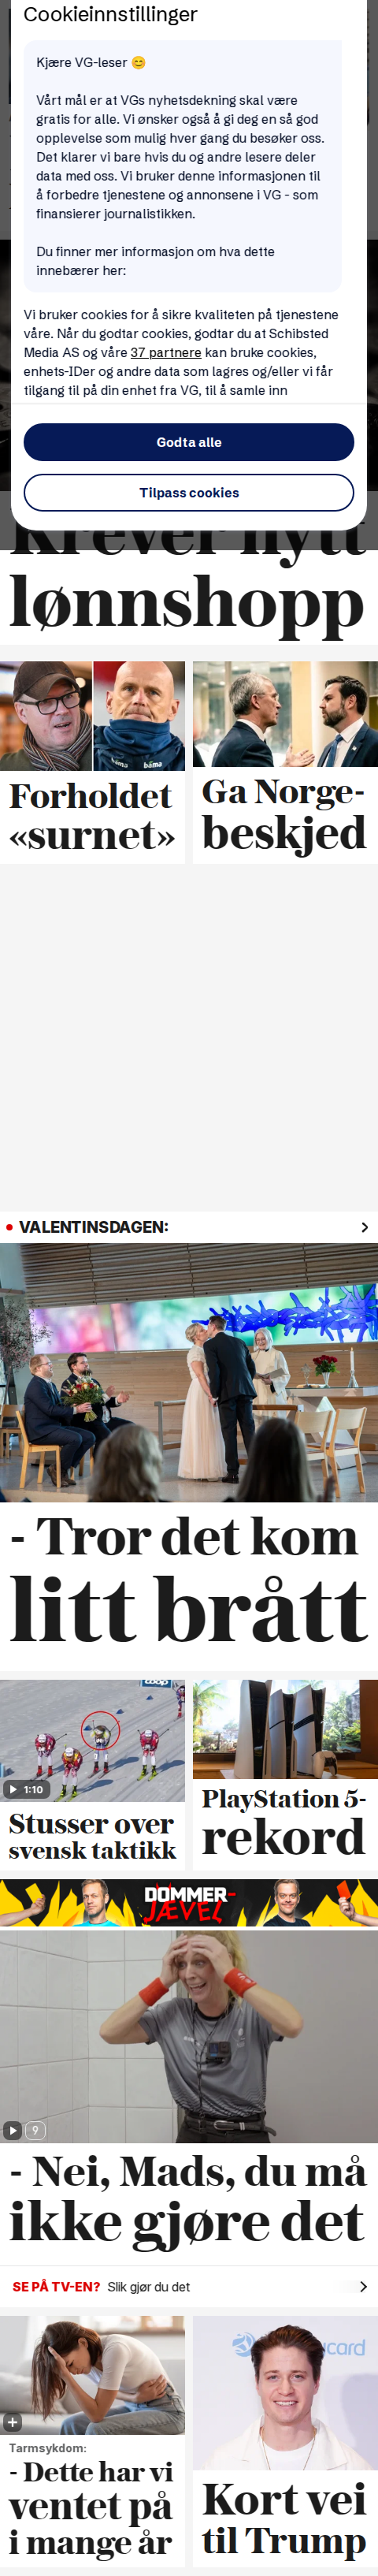 Cookieinnstillinger
Kjære VG-leser 😊
Vårt mål er at VGs nyhetsdekning skal være
gratis for alle. Vi ønsker også å gi deg en så god
opplevelse som mulig hver gang du besøker oss.
Det klarer vi bare hvis du og andre lesere deler
data med oss. Vi bruker denne informasjonen til
å forbedre tjenestene og annonsene i VG - som
finansierer journalistikken.
Du finner mer informasjon om hva dette
innebærer her:
Vi bruker cookies for å sikre kvaliteten på tjenestene
våre. Når du godtar cookies, godtar du at Schibsted
Media AS og våre 37 partnere kan bruke cookies,
enhets-IDer og andre data som lagres og/eller vi får
tilgang til på din enhet fra VG, til å samle inn
Godta alle
Tilpass cookies
Krever nytt
lønnshopp
bama bama
Forholdet
«surnet»
Ga Norge-
beskjed
VALENTINSDAGEN:
- Tror det kom
litt brått
coop
1:10
Stusser over
svensk taktikk
PlayStation 5-
rekord
DOMMER-
JÆVEL
9
- Nei, Mads, du må
ikke gjøre det
SE PÅ TV-EN? Slik gjør du det
Tarmsykdom:
- Dette har vi
ventet på
i mange år
card
Kort vei
til Trump